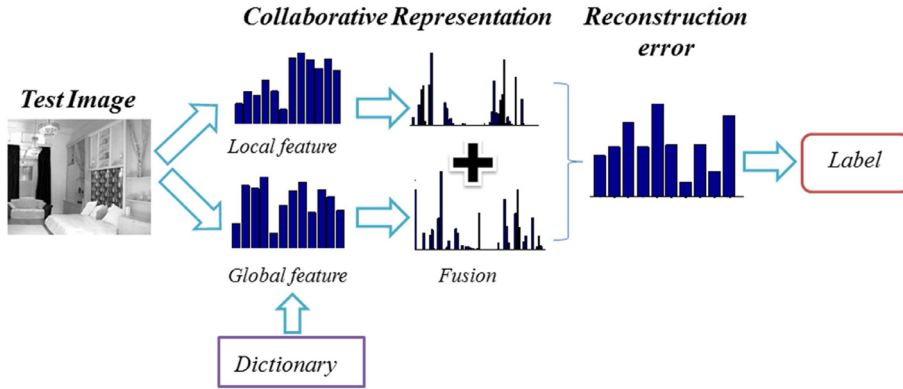 Collaborative Representation
Reconstruction
error
Test Image
Local feature
Label
Global feature
Fusion
Dictionary